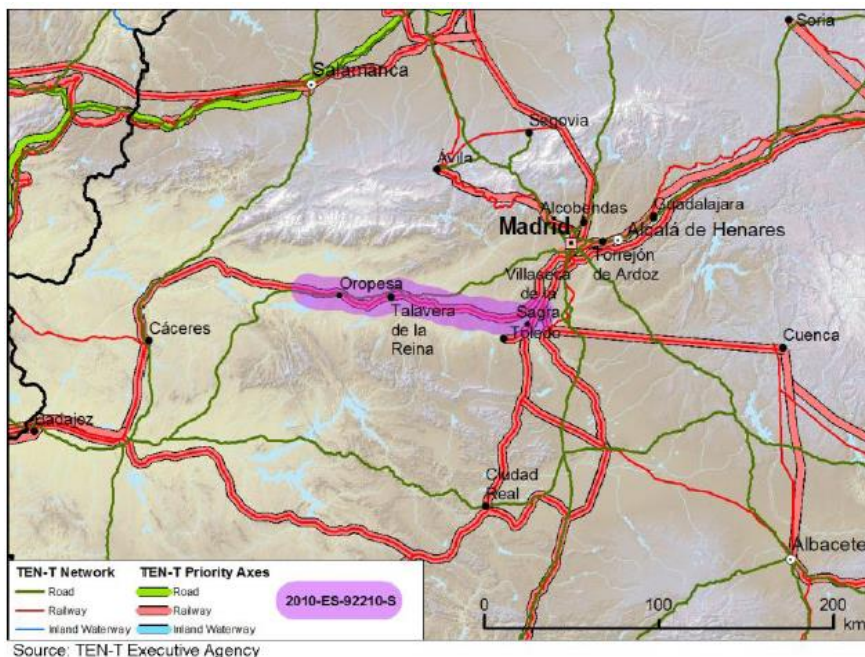 Soria
Salamanca
Segovia
Ávila
Alcobendas
Guadalajara
Madrid
Alcalá de Henares
Torrejón
de Ardoz
Villaseca
de la
Sagra
Oropesa
Talavera
de la
Reina
Toledo
Cáceres
Cuenca
Badajoz
Ciudad
Real
Albacete
TEN-T Network
Road
Railway
Inland Waterway
TEN-T Priority Axes
Road
Railway
Inland Waterway
2010-ES-92210-S
0 100 200
km
Source: TEN-T Executive Agency